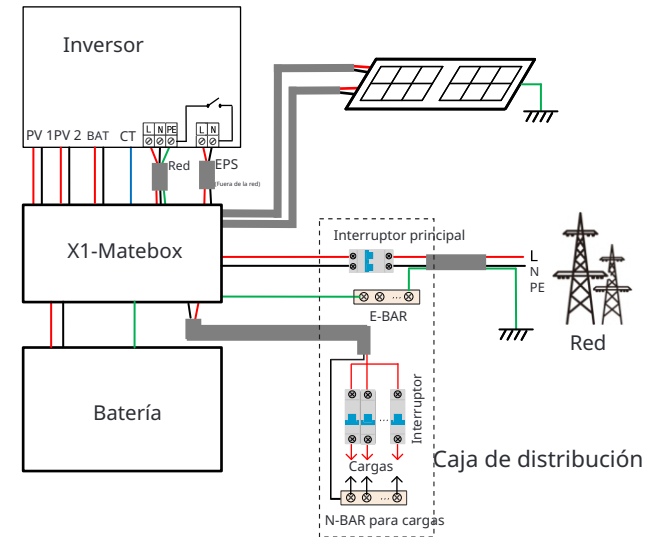 Inversor
PV 1 PV 2 BAT CT
L N PE
L N
Red
EPS
(Fuera de la red)
X1-Matebox
Interruptor principal
L
N
PE
E-BAR
Red
Batería
Interruptor
Cargas
Caja de distribución
N-BAR para cargas